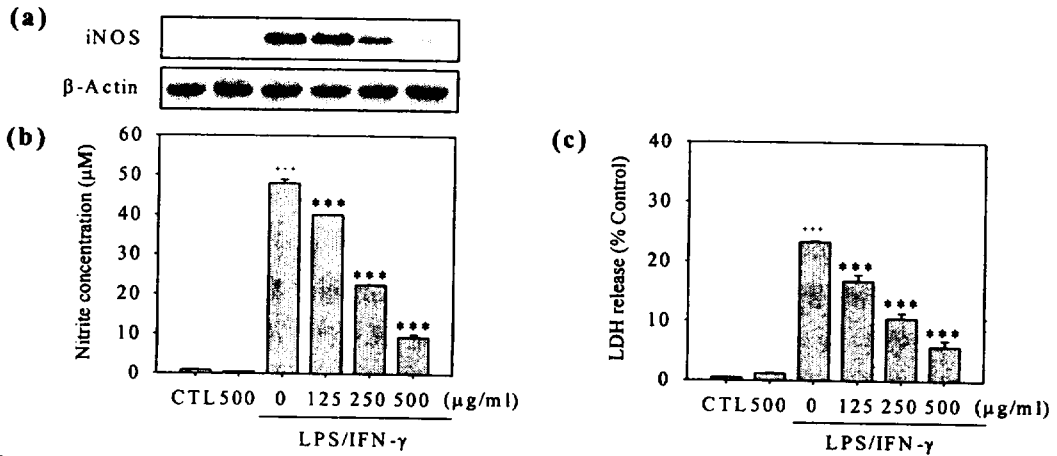 (a)
iNOS
β-Actin
(b)
Nitrite concentration (μM)
60
50
40
30
20
10
0
+++
***
***
***
CTL 500 0 125 250 500 (μg/ml)
LPS/IFN-γ
(c)
LDH release (% Control)
40
30
20
10
0
+++
***
***
***
CTL 500 0 125 250 500 (μg/ml)
LPS/IFN-γ